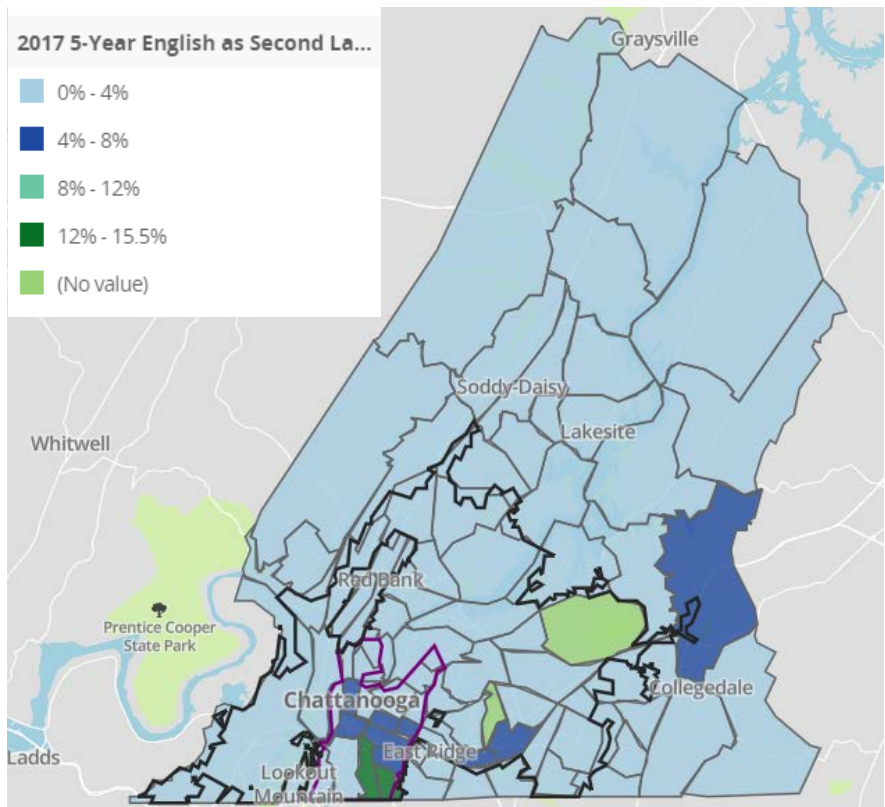 2017 5-Year English as Second La...
0% - 4%
4% - 8%
8% - 12%
12% - 15.5%
(No value)
Graysville
Soddy-Daisy
Lakesite
Whitwell
Red Bank
Prentice Cooper
State Park
Chattanooga
Collegedale
East Ridge
Ladds
Lookout
Mountain